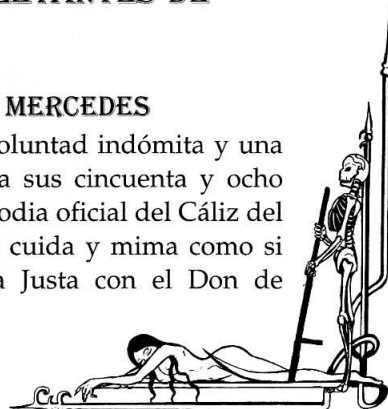 DE
MERCEDES
oluntad indómita y una
a sus cincuenta y ocho
odia oficial del Cáliz del
cuida y mima como si
a Justa con el Don de